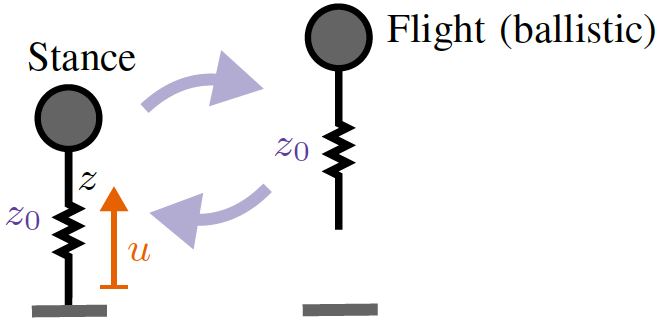 Flight (ballistic)
Stance
z₀
z
z₀
u